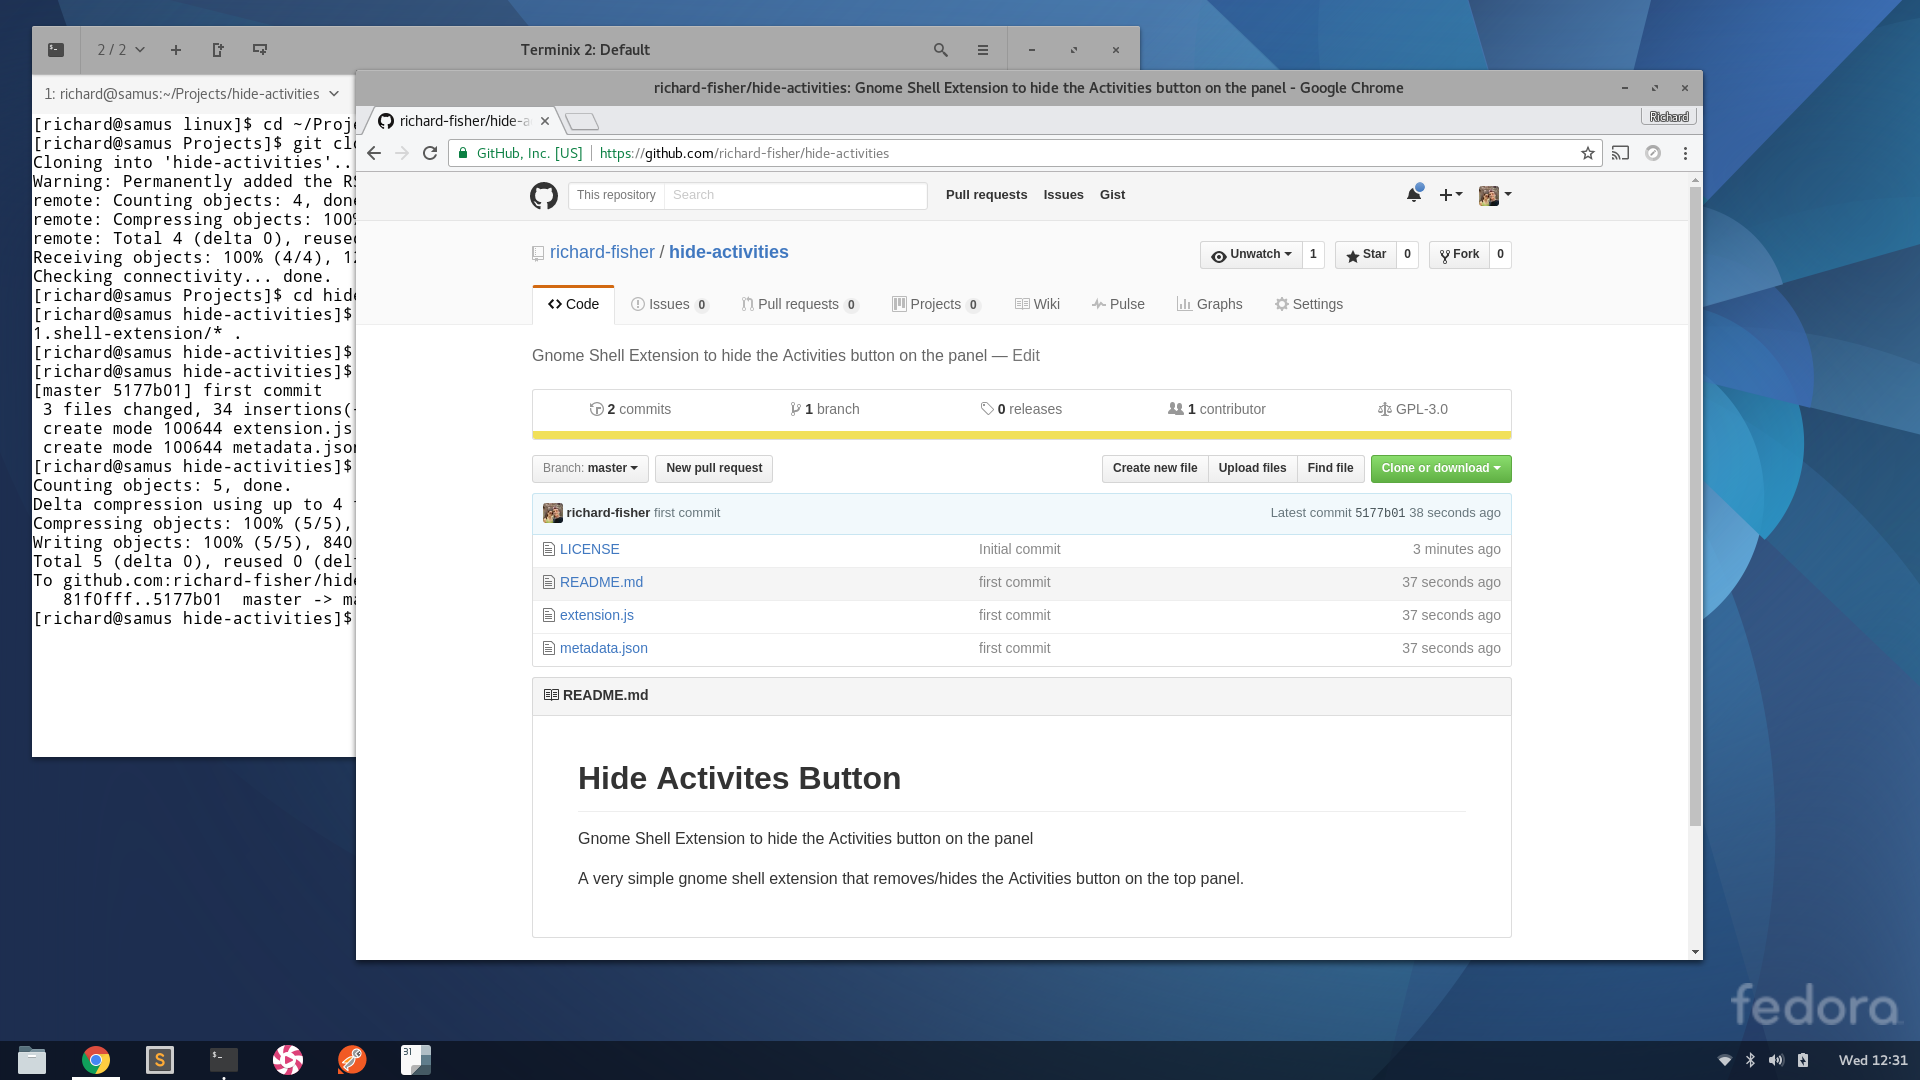 2 / 2
Terminix 2: Default
1: richard@samus:~/Projects/hide-activities
[richard@samus linux]$ cd ~/Proj
[richard@samus Projects]$ git clo
Cloning into 'hide-activities'..
Warning: Permanently added the RS
remote: Counting objects: 4, done
remote: Compressing objects: 100%
remote: Total 4 (delta 0), reused
Receiving objects: 100% (4/4), 12
Checking connectivity... done.
[richard@samus Projects]$ cd hide
[richard@samus hide-activities]$
1.shell-extension/* .
[richard@samus hide-activities]$
[richard@samus hide-activities]$
[master 5177b01] first commit
3 files changed, 34 insertions(
create mode 100644 extension.js
create mode 100644 metadata.json
[richard@samus hide-activities]$
Counting objects: 5, done.
Delta compression using up to 4
Compressing objects: 100% (5/5),
Writing objects: 100% (5/5), 840
Total 5 (delta 0), reused 0 (del
To github.com:richard-fisher/hide
81f0fff..5177b01 master -> ma
[richard@samus hide-activities]$
richard-fisher/hide-activities: Gnome Shell Extension to hide the Activities button on the panel - Google Chrome
richard-fisher/hide-a
Richard
GitHub, Inc. [US] https://github.com/richard-fisher/hide-activities
This repository Search Pull requests Issues Gist
richard-fisher / hide-activities
Unwatch 1 Star 0 Fork 0
Code Issues 0 Pull requests 0 Projects 0 Wiki Pulse Graphs Settings
Gnome Shell Extension to hide the Activities button on the panel — Edit
2 commits 1 branch 0 releases 1 contributor GPL-3.0
Branch: master New pull request Create new file Upload files Find file Clone or download
richard-fisher first commit Latest commit 5177b01 38 seconds ago
LICENSE Initial commit 3 minutes ago
README.md first commit 37 seconds ago
extension.js first commit 37 seconds ago
metadata.json first commit 37 seconds ago
README.md
Hide Activites Button
Gnome Shell Extension to hide the Activities button on the panel
A very simple gnome shell extension that removes/hides the Activities button on the top panel.
fedora
S
31
Wed 12:31